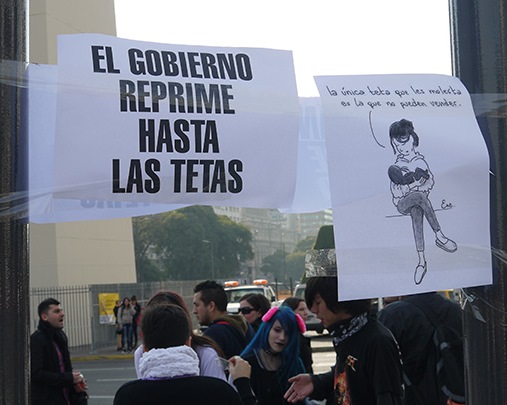 EL GOBIERNO
REPRIME
HASTA
LAS TETAS
la única teta que les molesta
es la que no pueden vender.